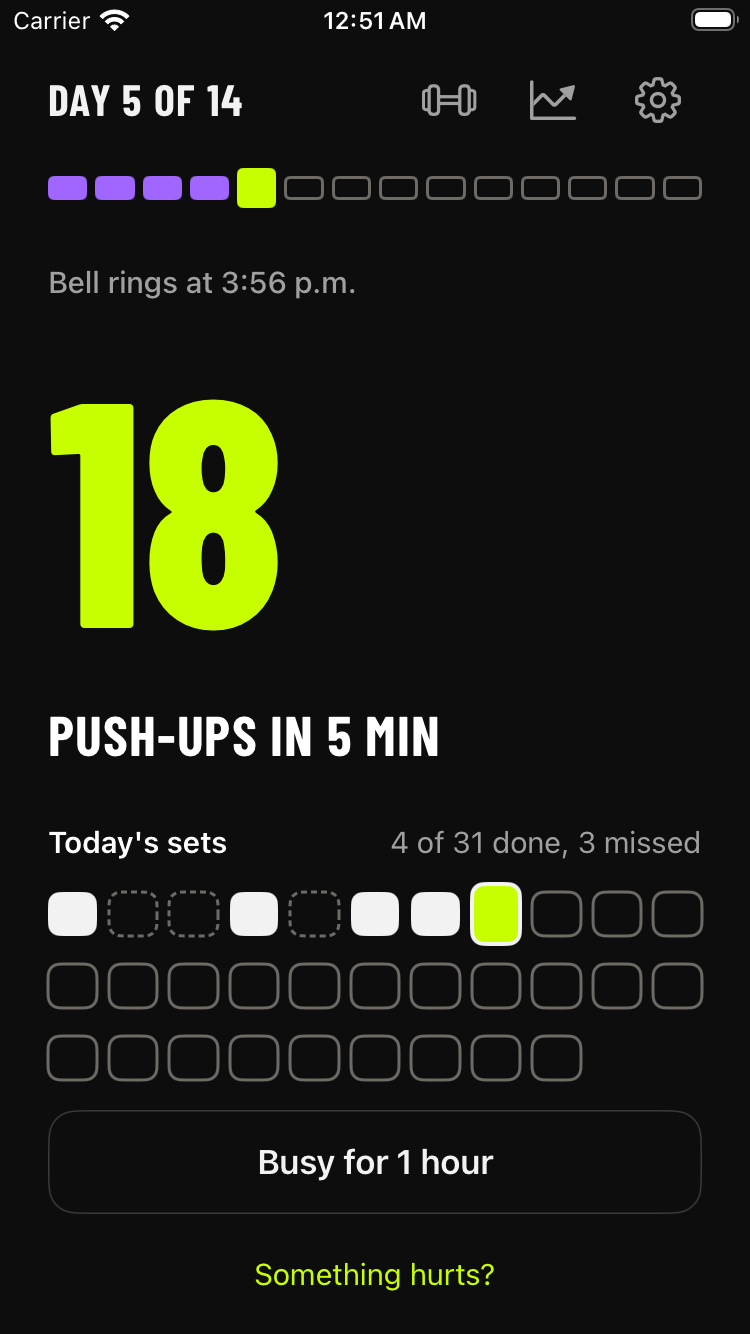 Carrier 12:51 AM
DAY 5 OF 14
Bell rings at 3:56 p.m.
18
PUSH-UPS IN 5 MIN
Today's sets 4 of 31 done, 3 missed
Busy for 1 hour
Something hurts?